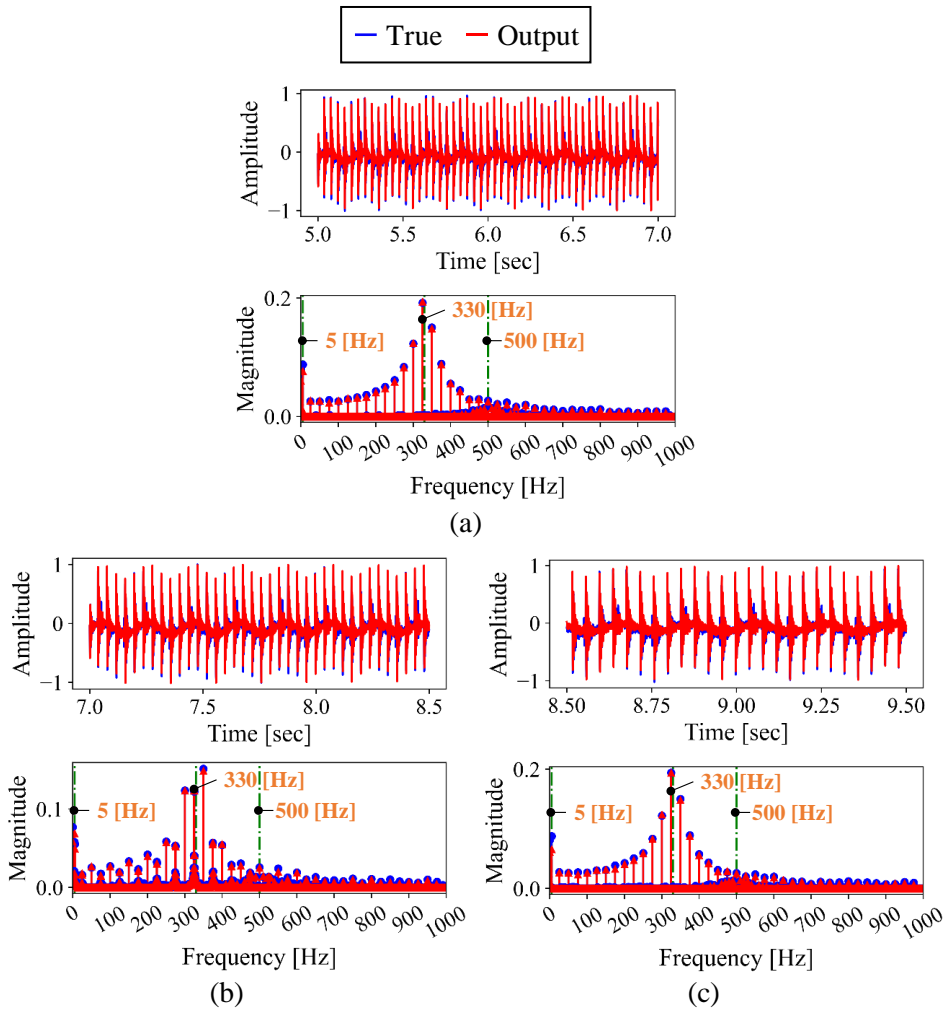 True Output
Amplitude
1
0
−1
5.0 5.5 6.0 6.5 7.0
Time [sec]
Magnitude
0.2
0.0
330 [Hz]
5 [Hz]
500 [Hz]
0 100 200 300 400 500 600 700 800 900 1000
Frequency [Hz]
(a)
Amplitude
1
0
−1
7.0 7.5 8.0 8.5
Time [sec]
Magnitude
0.1
0.0
330 [Hz]
5 [Hz]
500 [Hz]
0 100 200 300 400 500 600 700 800 900 1000
Frequency [Hz]
(b)
Amplitude
1
0
−1
8.50 8.75 9.00 9.25 9.50
Time [sec]
Magnitude
0.2
0.0
330 [Hz]
5 [Hz]
500 [Hz]
0 100 200 300 400 500 600 700 800 900 1000
Frequency [Hz]
(c)